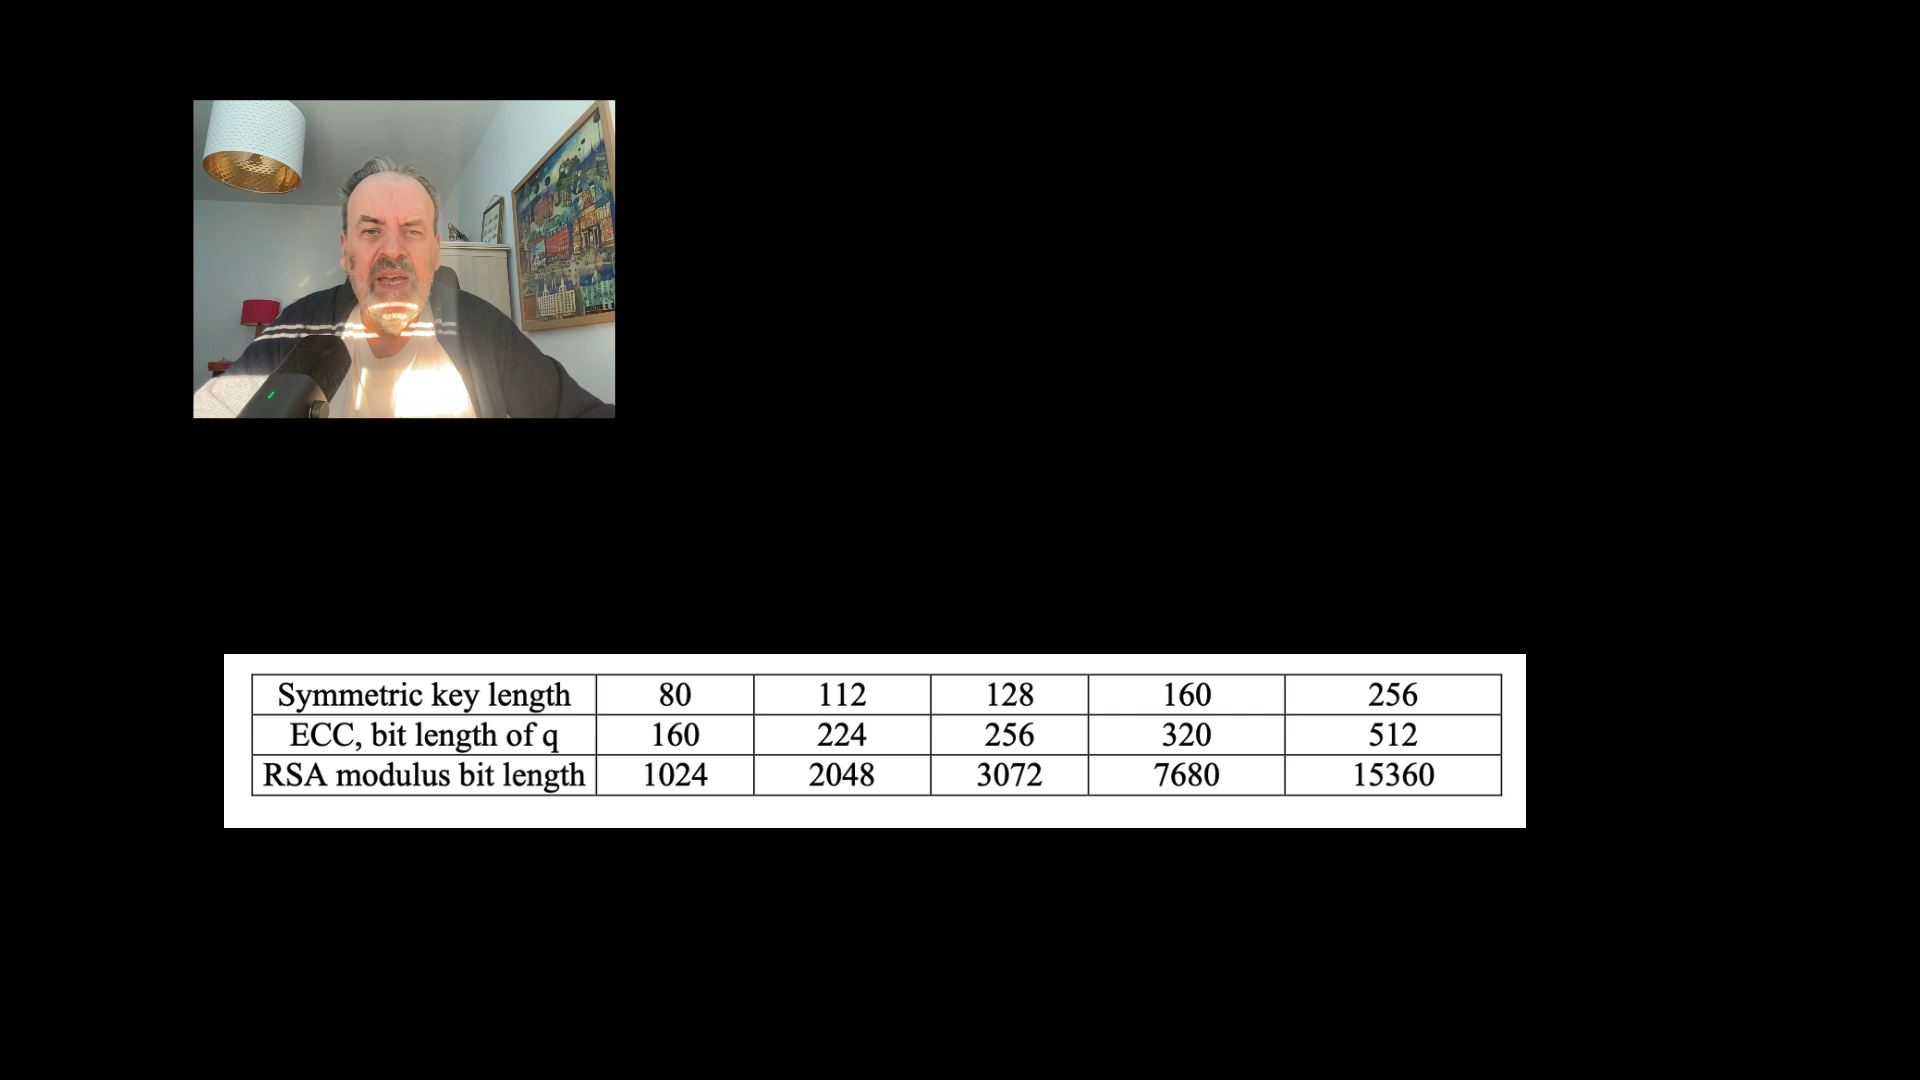 Symmetric key length 80 112 128 160 256
ECC, bit length of q 160 224 256 320 512
RSA modulus bit length 1024 2048 3072 7680 15360